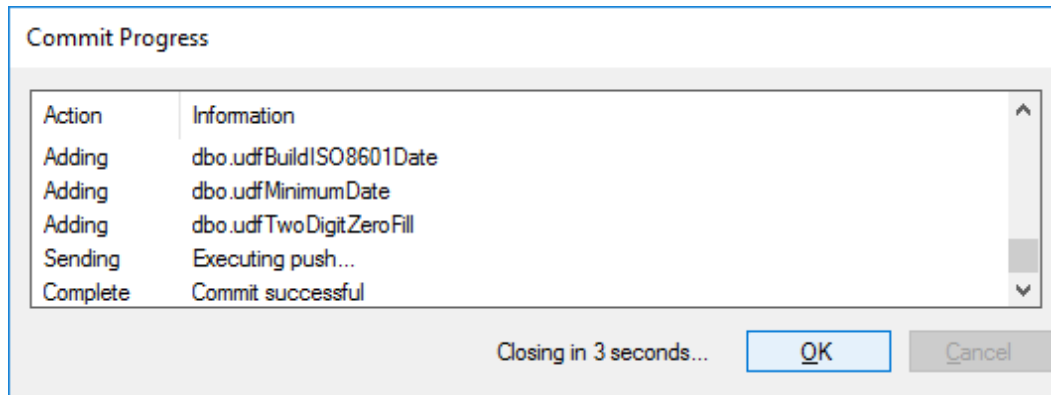 Commit Progress
Action Information
Adding dbo.udfBuildISO8601Date
Adding dbo.udfMinimumDate
Adding dbo.udfTwoDigitZeroFill
Sending Executing push...
Complete Commit successful
Closing in 3 seconds... OK Cancel